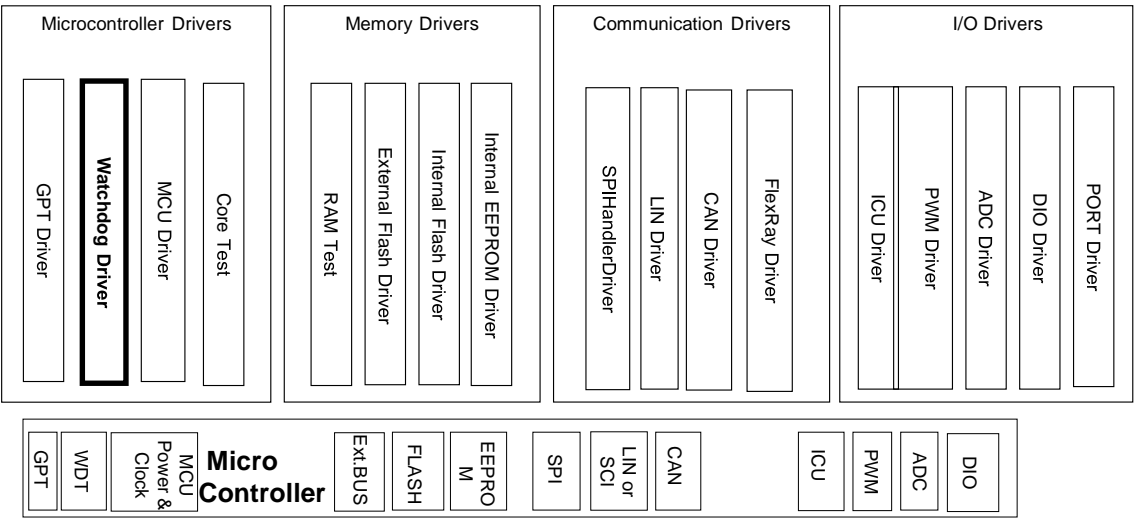 Microcontroller Drivers
Memory Drivers
Communication Drivers
I/O Drivers
GPT Driver
Watchdog Driver
MCU Driver
Core Test
RAM Test
External Flash Driver
Internal Flash Driver
Internal EEPROM Driver
SPIHandlerDriver
LIN Driver
CAN Driver
FlexRay Driver
ICU Driver
PWM Driver
ADC Driver
DIO Driver
PORT Driver
GPT
WDT
MCU
Power &
Clock
Micro
Controller
Ext.BUS
FLASH
EEPRO
M
SPI
LIN or
SCI
CAN
ICU
PWM
ADC
DIO